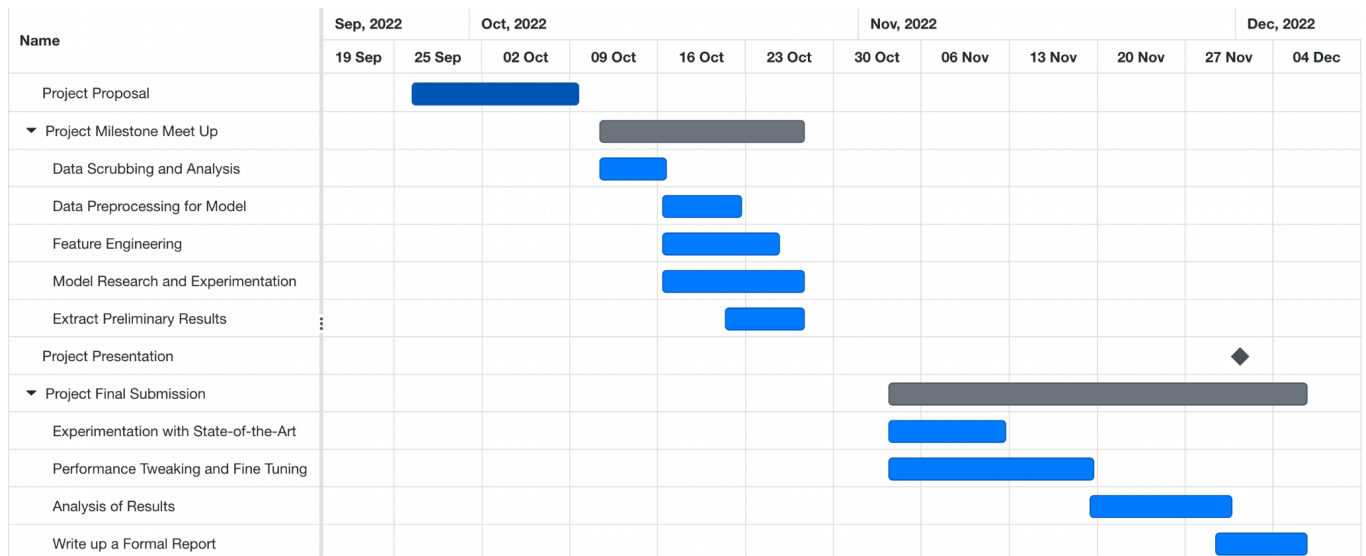 Name
Sep, 2022 Oct, 2022 Nov, 2022 Dec, 2022
19 Sep 25 Sep 02 Oct 09 Oct 16 Oct 23 Oct 30 Oct 06 Nov 13 Nov 20 Nov 27 Nov 04 Dec
Project Proposal
Project Milestone Meet Up
Data Scrubbing and Analysis
Data Preprocessing for Model
Feature Engineering
Model Research and Experimentation
Extract Preliminary Results
Project Presentation
Project Final Submission
Experimentation with State-of-the-Art
Performance Tweaking and Fine Tuning
Analysis of Results
Write up a Formal Report